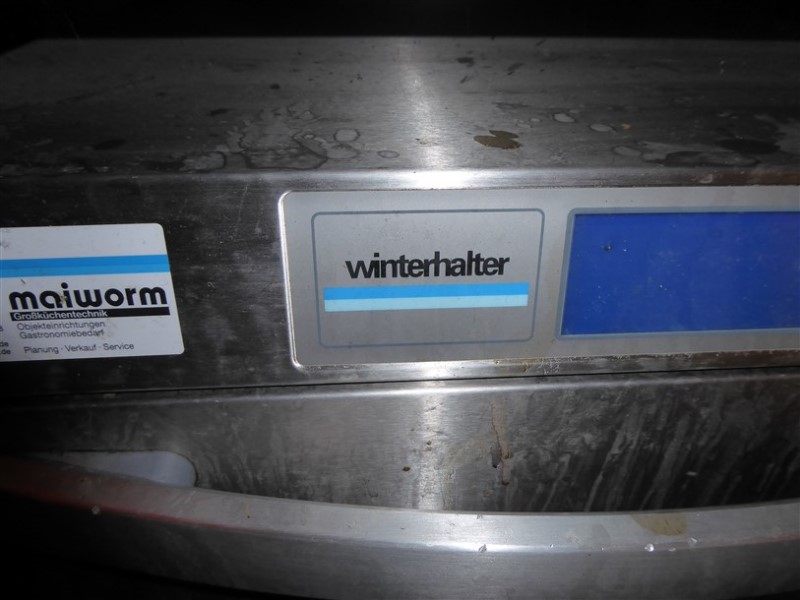 maiworm
Großküchentechnik
Objekteinrichtungen
Gastronomiebedarf
Planung · Verkauf · Service
winterhalter